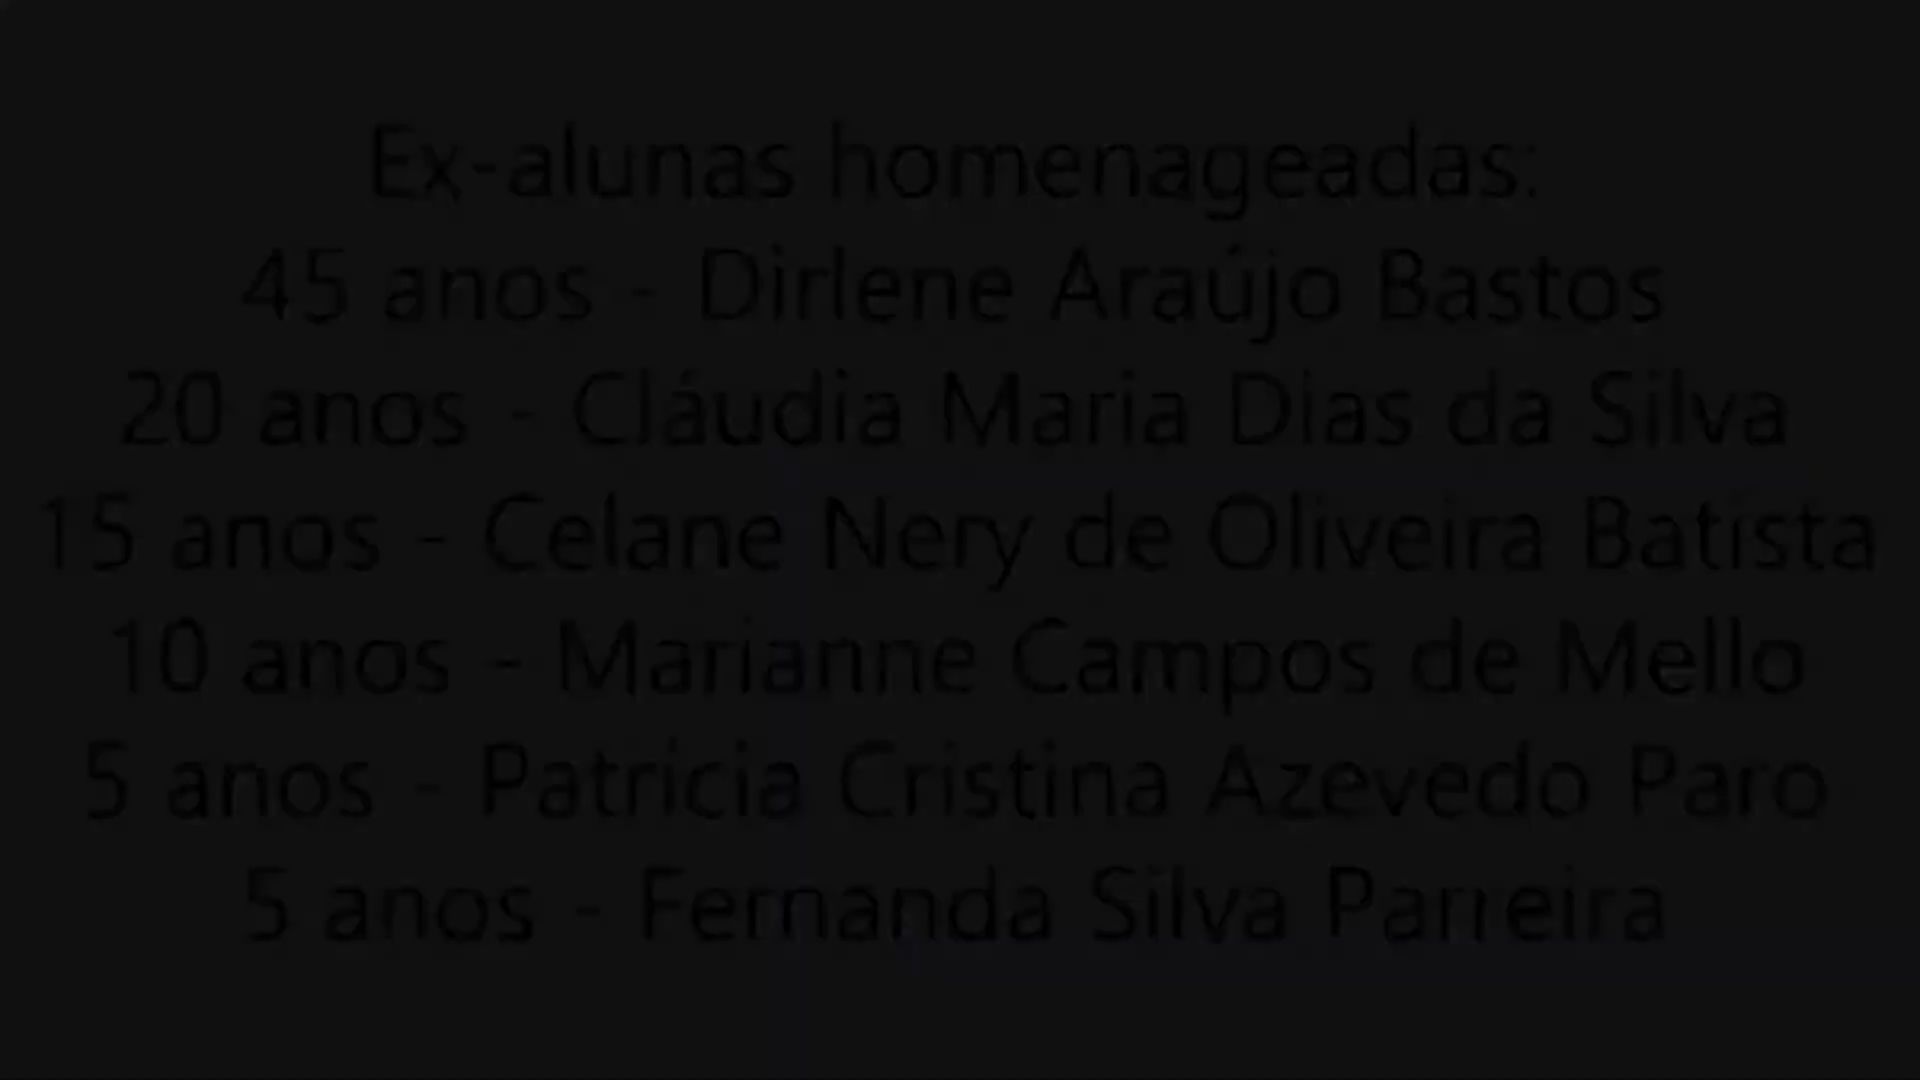 Ex-alunas homenageadas:
45 anos - Dirlene Araújo Bastos
20 anos - Cláudia Maria Dias da Silva
15 anos - Celane Nery de Oliveira Batista
10 anos - Marianne Campos de Mello
5 anos - Patricia Cristina Azevedo Paro
5 anos - Fernanda Silva Parreira